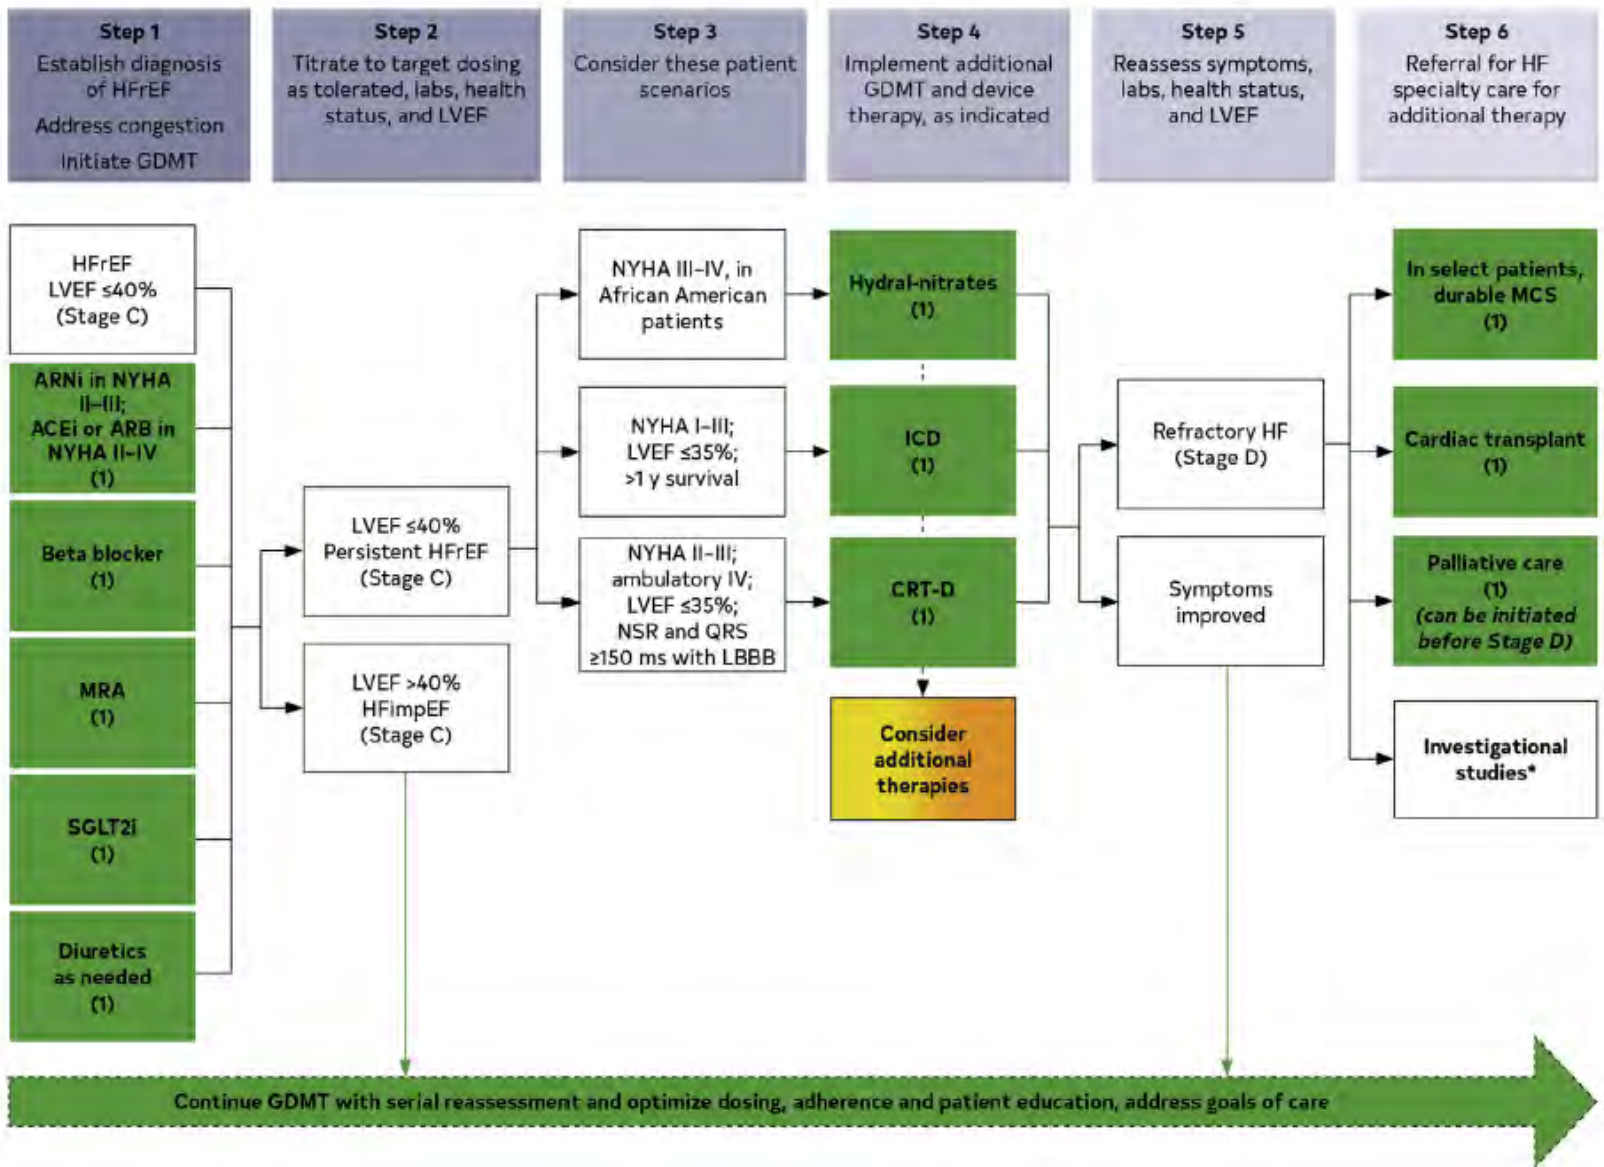 Step 1
Establish diagnosis
of HFrEF
Address congestion
Initiate GDMT
Step 2
Titrate to target dosing
as tolerated, labs, health
status, and LVEF
Step 3
Consider these patient
scenarios
Step 4
Implement additional
GDMT and device
therapy, as indicated
Step 5
Reassess symptoms,
labs, health status,
and LVEF
Step 6
Referral for HF
specialty care for
additional therapy
HFrEF
LVEF ≤40%
(Stage C)
ARNi in NYHA
II–III;
ACEi or ARB in
NYHA II–IV
(1)
Beta blocker
(1)
MRA
(1)
SGLT2i
(1)
Diuretics
as needed
(1)
LVEF ≤40%
Persistent HFrEF
(Stage C)
LVEF >40%
HFimpEF
(Stage C)
NYHA III–IV, in
African American
patients
NYHA I–III;
LVEF ≤35%;
>1 y survival
NYHA II–III;
ambulatory IV;
LVEF ≤35%;
NSR and QRS
≥150 ms with LBBB
Hydral-nitrates
(1)
ICD
(1)
CRT-D
(1)
Consider
additional
therapies
Refractory HF
(Stage D)
Symptoms
improved
In select patients,
durable MCS
(1)
Cardiac transplant
(1)
Palliative care
(1)
(can be initiated
before Stage D)
Investigational
studies*
Continue GDMT with serial reassessment and optimize dosing, adherence and patient education, address goals of care